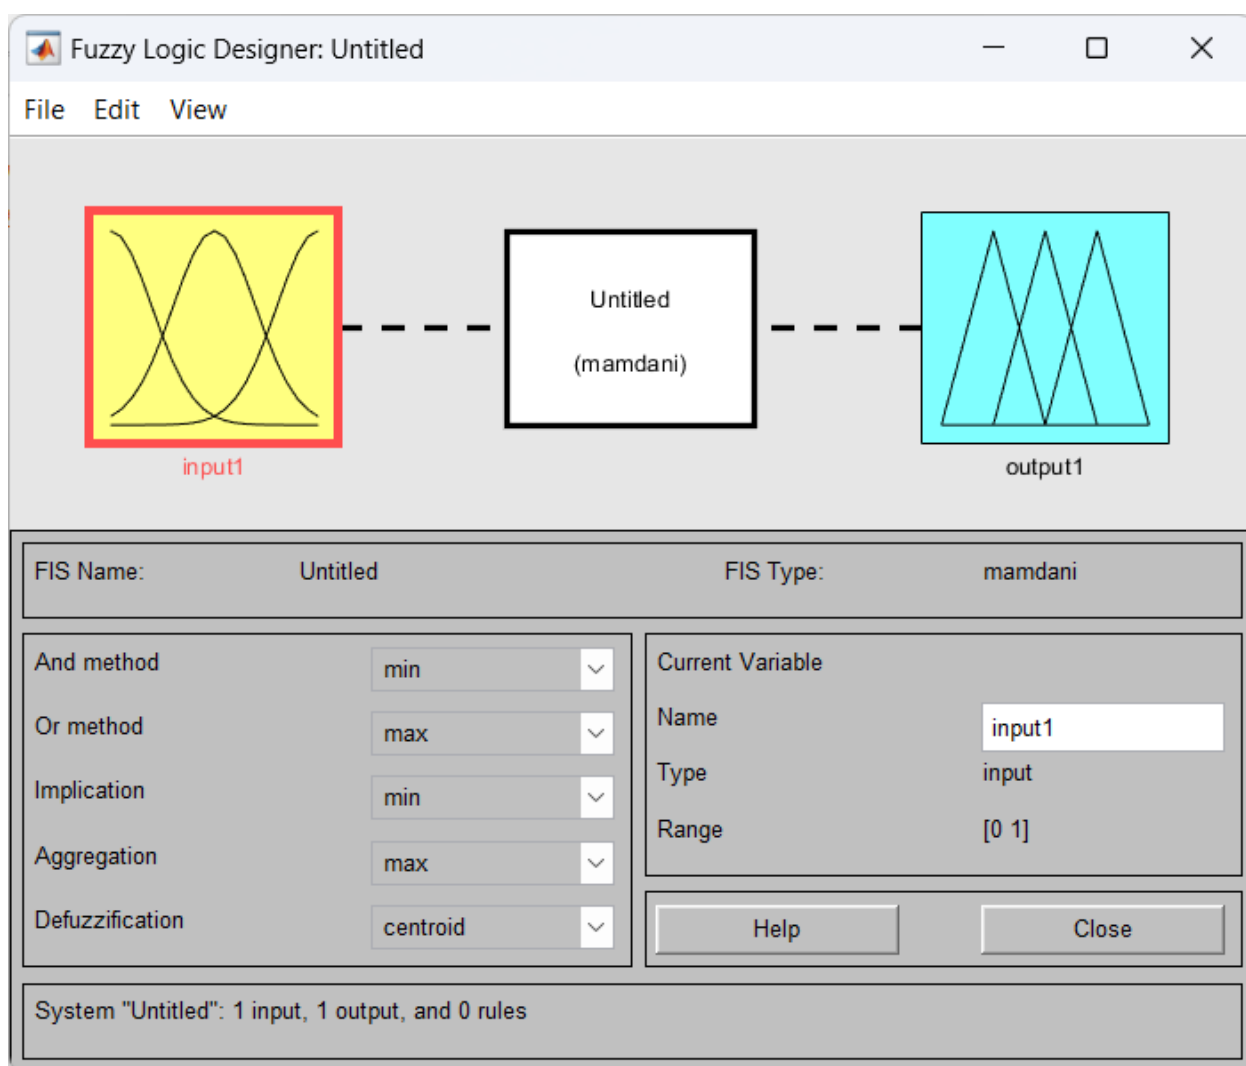 Fuzzy Logic Designer: Untitled
File Edit View
Untitled
(mamdani)
input1
output1
FIS Name: Untitled FIS Type: mamdani
And method min
Or method max
Implication min
Aggregation max
Defuzzification centroid
Current Variable
Name input1
Type input
Range [0 1]
Help Close
System "Untitled": 1 input, 1 output, and 0 rules